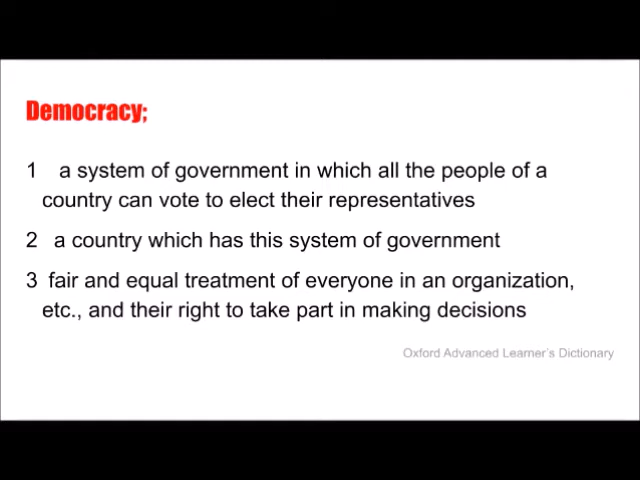 Democracy;
1 a system of government in which all the people of a
country can vote to elect their representatives
2 a country which has this system of government
3 fair and equal treatment of everyone in an organization,
etc., and their right to take part in making decisions
Oxford Advanced Learner's Dictionary